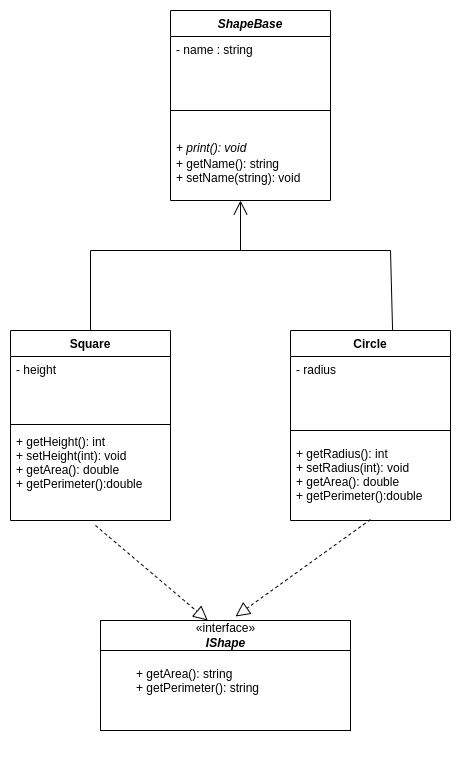 ShapeBase
- name : string
+ print(): void
+ getName(): string
+ setName(string): void
Square
- height
+ getHeight(): int
+ setHeight(int): void
+ getArea(): double
+ getPerimeter():double
Circle
- radius
+ getRadius(): int
+ setRadius(int): void
+ getArea(): double
+ getPerimeter():double
«interface»
IShape
+ getArea(): string
+ getPerimeter(): string